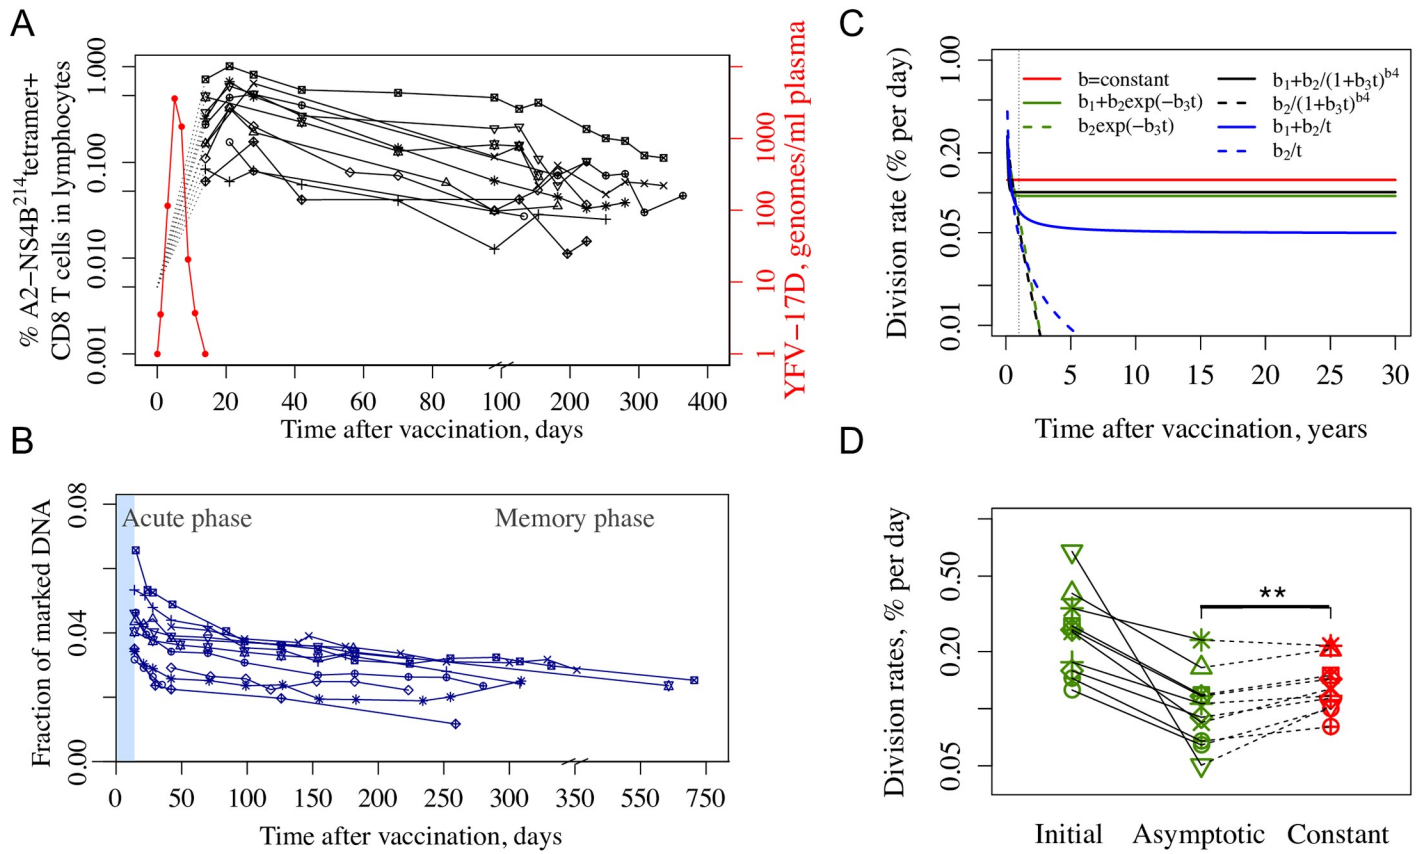 A
% A2−NS4B214tetramer+
CD8 T cells in lymphocytes
1.000
0.100
0.010
0.001
0 20 40 60 80 100 200 300 400
Time after vaccination, days
1000
100
10
1
YFV−17D, genomes/ml plasma
B
Fraction of marked DNA
0.08
0.04
0.00
Acute phase Memory phase
0 50 100 150 200 250 300 350 550 750
Time after vaccination, days
C
Division rate (% per day)
1.00
0.20
0.05
0.01
b=constant
b1+b2exp(−b3t)
b2exp(−b3t)
b1+b2/(1+b3t)b4
b2/(1+b3t)b4
b1+b2/t
b2/t
0 5 10 15 20 25 30
Time after vaccination, years
D
Division rates, % per day
0.50
0.20
0.05
**
Initial Asymptotic Constant